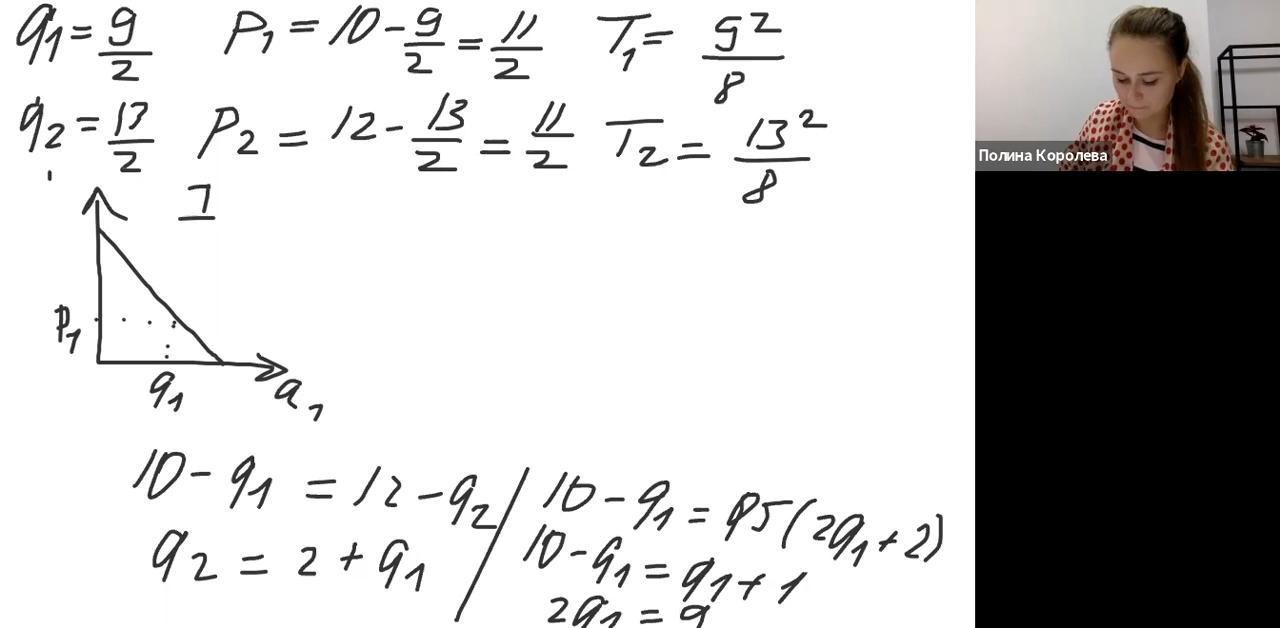 q1 = 9/2 P1 = 10 - 9/2 = 11/2 T1 = 9²/8
q2 = 13/2 P2 = 12 - 13/2 = 11/2 T2 = 13²/8
Полина Королева
I
P1
q1
Q1
10 - q1 = 12 - q2
q2 = 2 + q1
10 - q1 = 0,5(2q1 + 2)
10 - q1 = q1 + 1
2q1 = 9